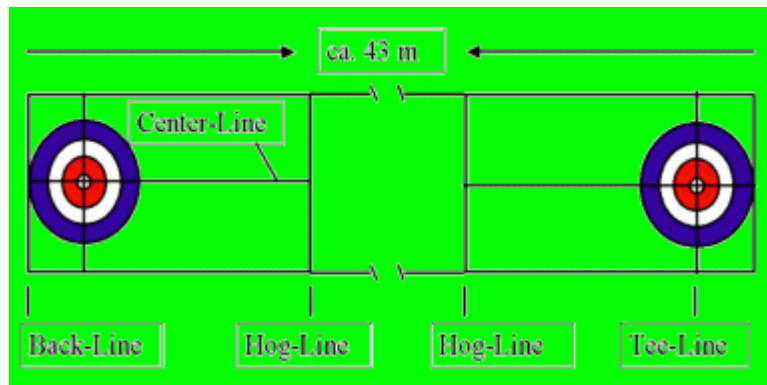 ca. 43 m
Center-Line
Back-Line
Hog-Line
Hog-Line
Tee-Line